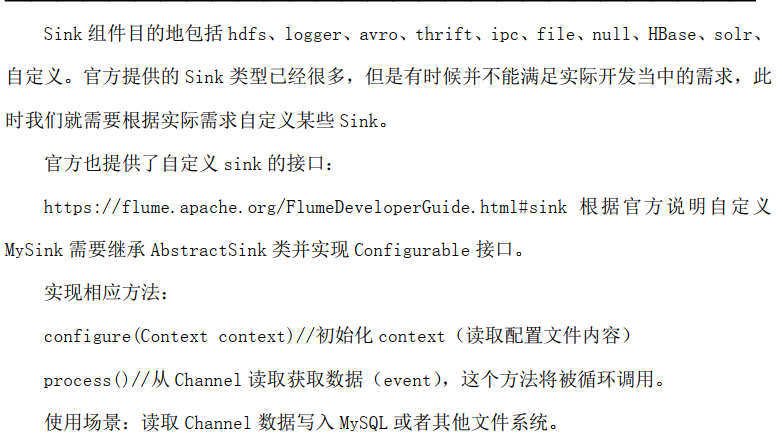 Sink 组件目的地包括 hdfs、logger、avro、thrift、ipc、file、null、HBase、solr、
自定义。官方提供的 Sink 类型已经很多，但是有时候并不能满足实际开发当中的需求，此
时我们就需要根据实际需求自定义某些 Sink。
官方也提供了自定义 sink 的接口：
https://flume.apache.org/FlumeDeveloperGuide.html#sink 根据官方说明自定义
MySink 需要继承 AbstractSink 类并实现 Configurable 接口。
实现相应方法：
configure(Context context)//初始化 context（读取配置文件内容）
process()//从 Channel 读取获取数据（event），这个方法将被循环调用。
使用场景：读取 Channel 数据写入 MySQL 或者其他文件系统。